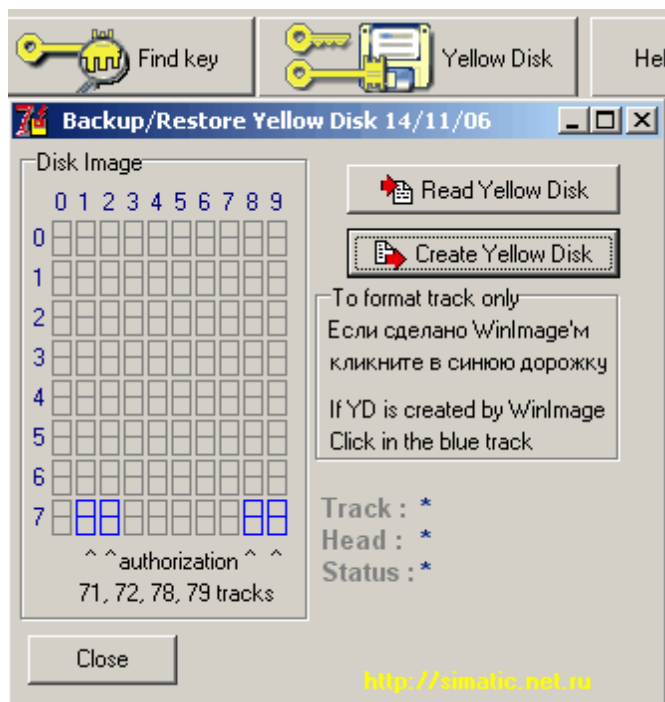 Find key
Yellow Disk
Hel
Backup/Restore Yellow Disk 14/11/06
Disk Image
0 1 2 3 4 5 6 7 8 9
0
1
2
3
4
5
6
7
^ ^authorization ^ ^
71, 72, 78, 79 tracks
Read Yellow Disk
Create Yellow Disk
To format track only
Если сделано WinImage'м
кликните в синюю дорожку
If YD is created by WinImage
Click in the blue track
Track : *
Head : *
Status : *
Close
http://simatic.net.ru